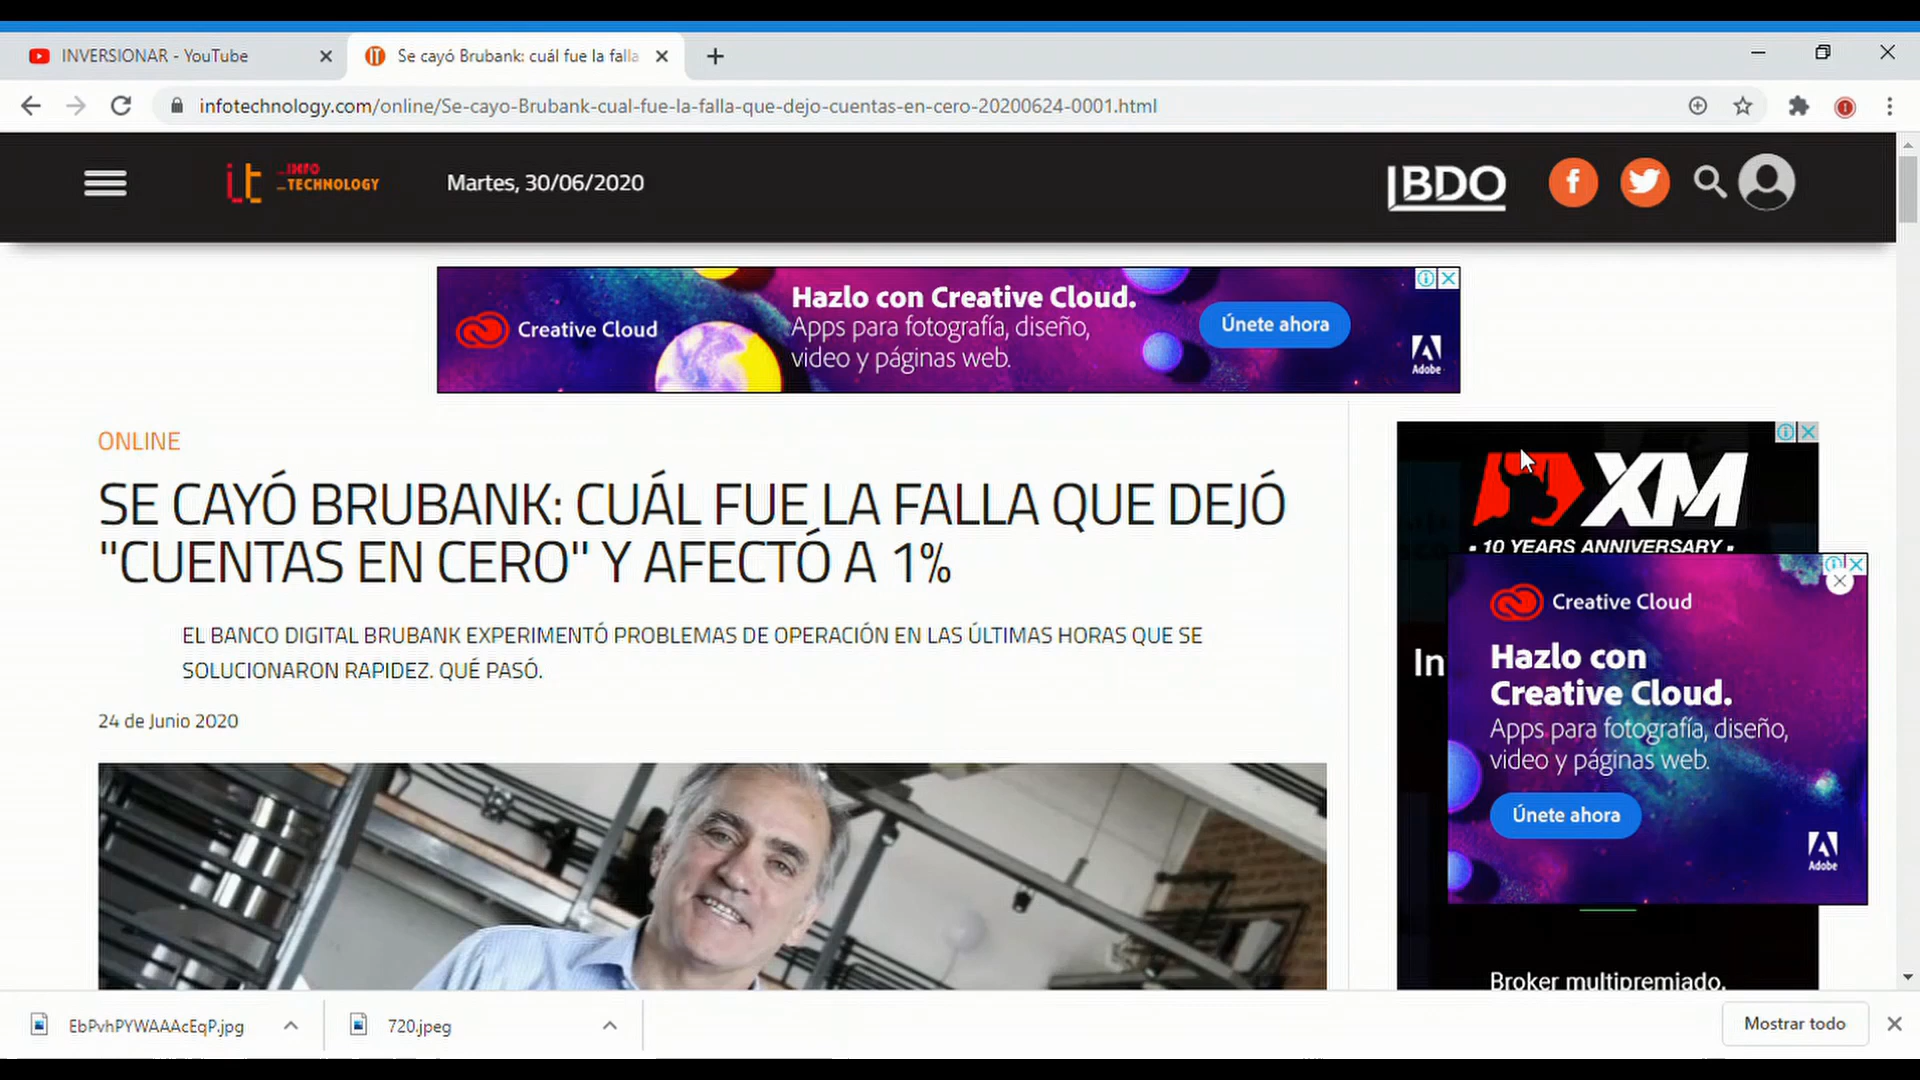 INVERSIONAR - YouTube
Se cayó Brubank: cuál fue la falla
infotechnology.com/online/Se-cayo-Brubank-cual-fue-la-falla-que-dejo-cuentas-en-cero-20200624-0001.html
it _INFO
_TECHNOLOGY
Martes, 30/06/2020
BDO
Creative Cloud
Hazlo con Creative Cloud.
Apps para fotografía, diseño,
video y páginas web.
Únete ahora
Adobe
ONLINE
SE CAYÓ BRUBANK: CUÁL FUE LA FALLA QUE DEJÓ
"CUENTAS EN CERO" Y AFECTÓ A 1%
EL BANCO DIGITAL BRUBANK EXPERIMENTÓ PROBLEMAS DE OPERACIÓN EN LAS ÚLTIMAS HORAS QUE SE
SOLUCIONARON RAPIDEZ. QUÉ PASÓ.
24 de Junio 2020
XM
• 10 YEARS ANNIVERSARY •
In
Creative Cloud
Hazlo con
Creative Cloud.
Apps para fotografía, diseño,
video y páginas web.
Únete ahora
Adobe
Broker multipremiado.
EbPvhPYWAAAcEqP.jpg
720.jpeg
Mostrar todo